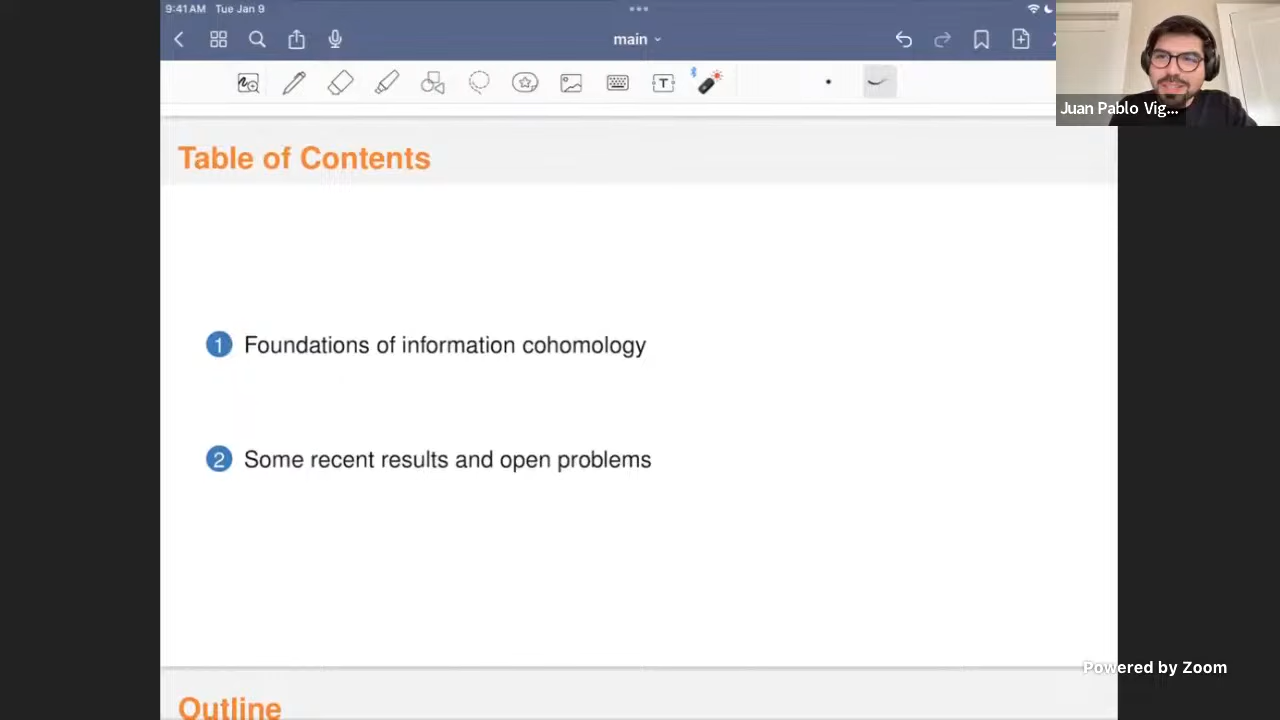 9:41 AM Tue Jan 9
main
T
Juan Pablo Vig...
Table of Contents
1 Foundations of information cohomology
2 Some recent results and open problems
Powered by Zoom
Outline